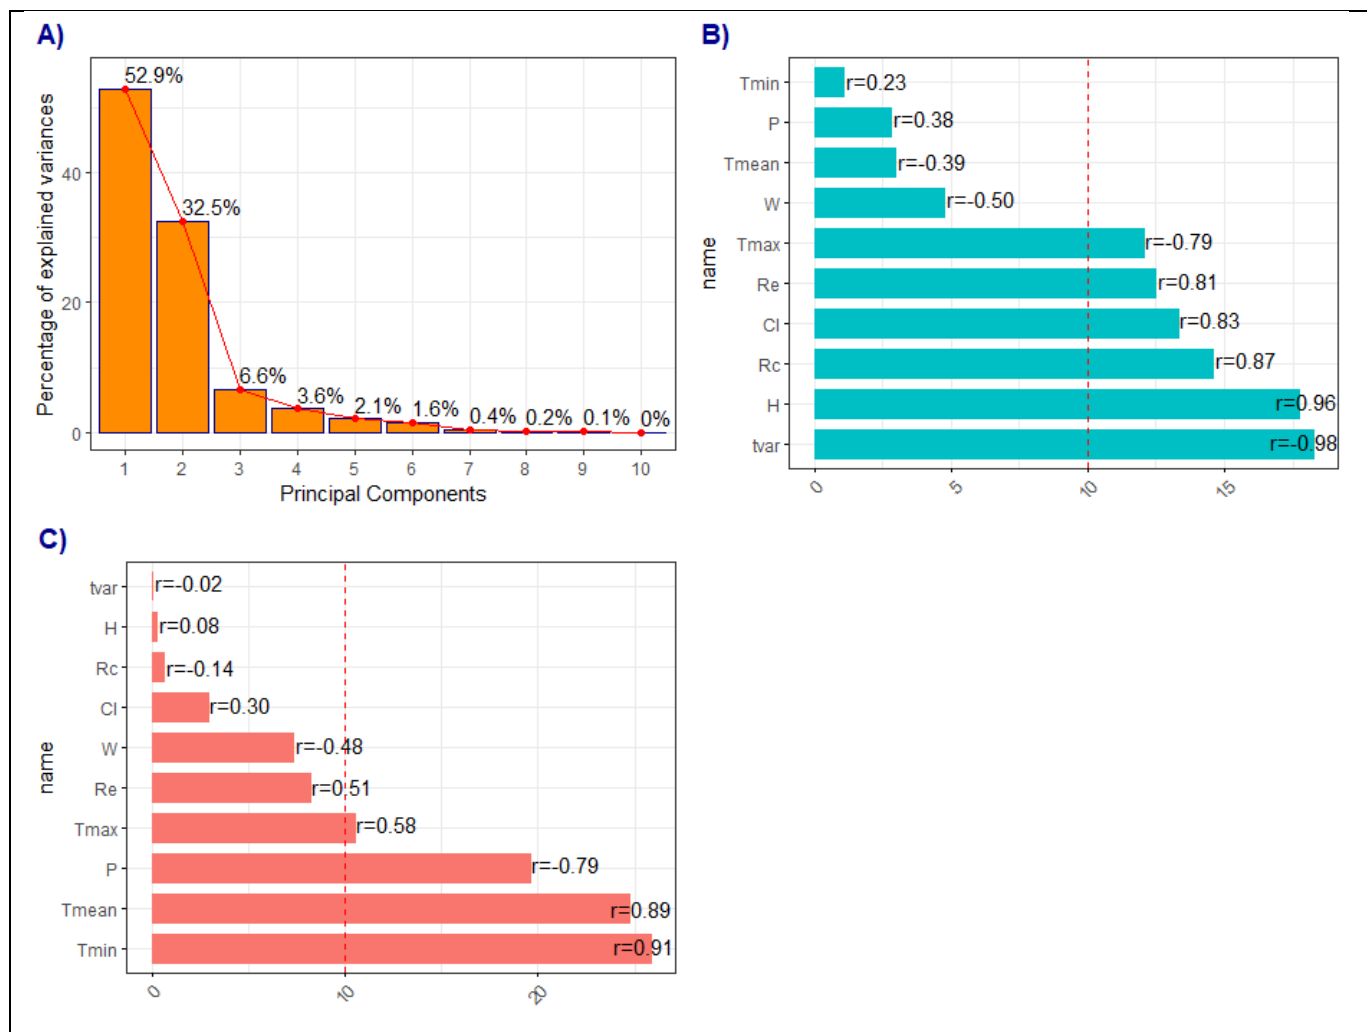 A)
Percentage of explained variances
40
20
0
52.9%
32.5%
6.6%
3.6%
2.1%
1.6%
0.4%
0.2%
0.1%
0%
1 2 3 4 5 6 7 8 9 10
Principal Components
B)
name
Tmin r=0.23
P r=0.38
Tmean r=-0.39
W r=-0.50
Tmax r=-0.79
Re r=0.81
Cl r=0.83
Rc r=0.87
H r=0.96
tvar r=-0.98
0 5 10 15
C)
name
tvar r=-0.02
H r=0.08
Rc r=-0.14
Cl r=0.30
W r=-0.48
Re r=0.51
Tmax r=0.58
P r=-0.79
Tmean r=0.89
Tmin r=0.91
0 10 20